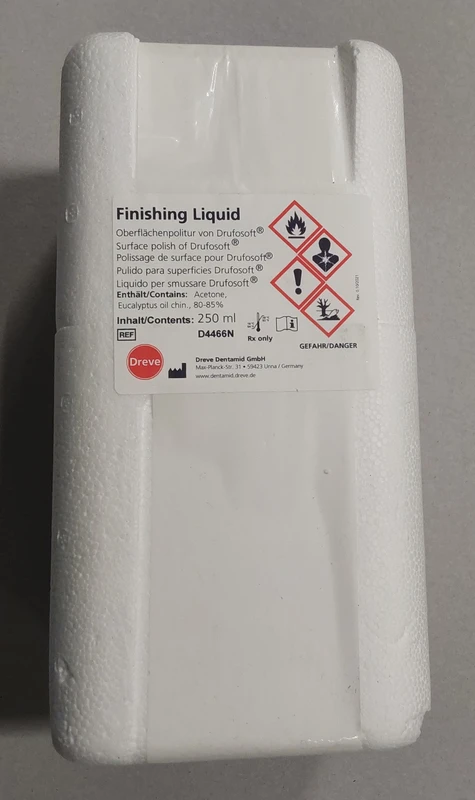 Finishing Liquid
Oberflächenpolitur von Drufosoft®
Surface polish of Drufosoft®
Polissage de surface pour Drufosoft®
Pulido para superficies Drufosoft®
Liquido per smussare Drufosoft®
Enthält/Contains: Acetone,
Eucalyptus oil chin., 80-85%
Inhalt/Contents: 250 ml
REF D4466N
Rx only
GEFAHR/DANGER
Dreve
Dreve Dentamid GmbH
Max-Planck-Str. 31 • 59423 Unna / Germany
www.dentamid.dreve.de